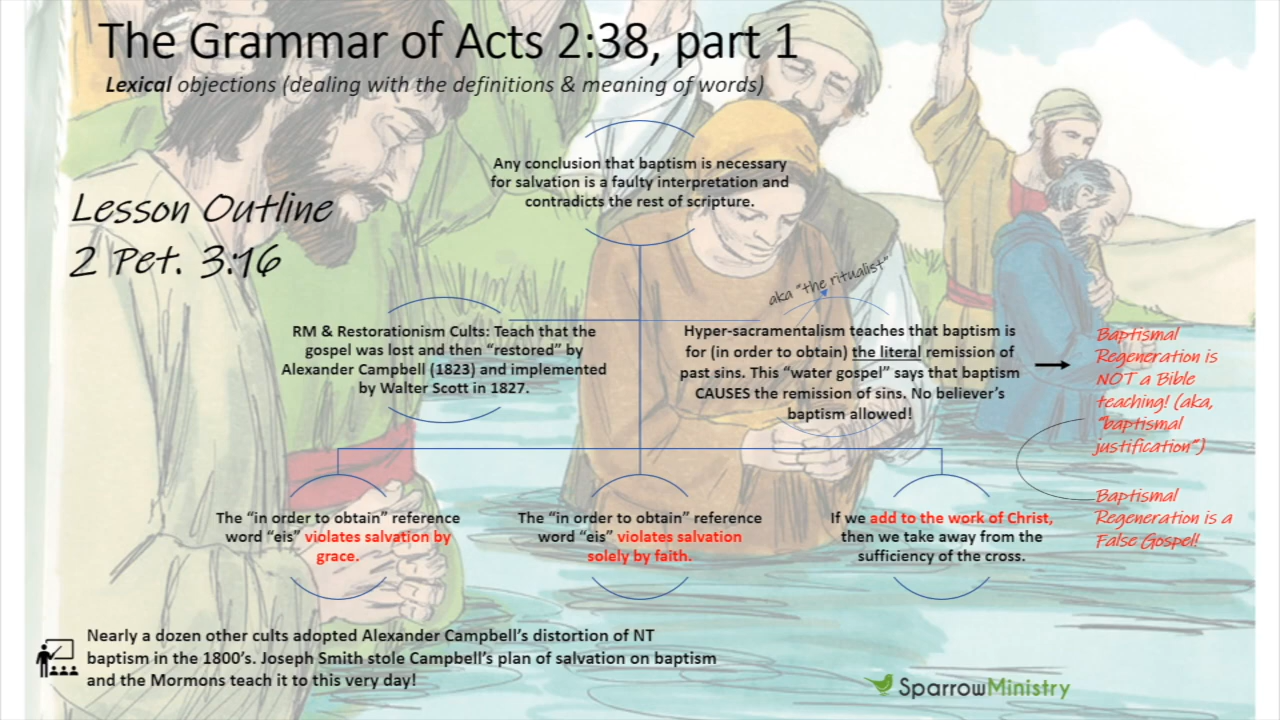 The Grammar of Acts 2:38, part 1
Lexical objections (dealing with the definitions & meaning of words)
Lesson Outline
2 Pet. 3:16
Any conclusion that baptism is necessary
for salvation is a faulty interpretation and
contradicts the rest of scripture.
aka "the ritualist"
RM & Restorationism Cults: Teach that the
gospel was lost and then "restored" by
Alexander Campbell (1823) and implemented
by Walter Scott in 1827.
Hyper-sacramentalism teaches that baptism is
for (in order to obtain) the literal remission of
past sins. This "water gospel" says that baptism
CAUSES the remission of sins. No believer's
baptism allowed!
Baptismal
Regeneration is
NOT a Bible
teaching! (aka,
"baptismal
justification")
Baptismal
Regeneration is a
False Gospel!
The "in order to obtain" reference
word "eis" violates salvation by
grace.
The "in order to obtain" reference
word "eis" violates salvation
solely by faith.
If we add to the work of Christ,
then we take away from the
sufficiency of the cross.
Nearly a dozen other cults adopted Alexander Campbell's distortion of NT
baptism in the 1800's. Joseph Smith stole Campbell's plan of salvation on baptism
and the Mormons teach it to this very day!
SparrowMinistry